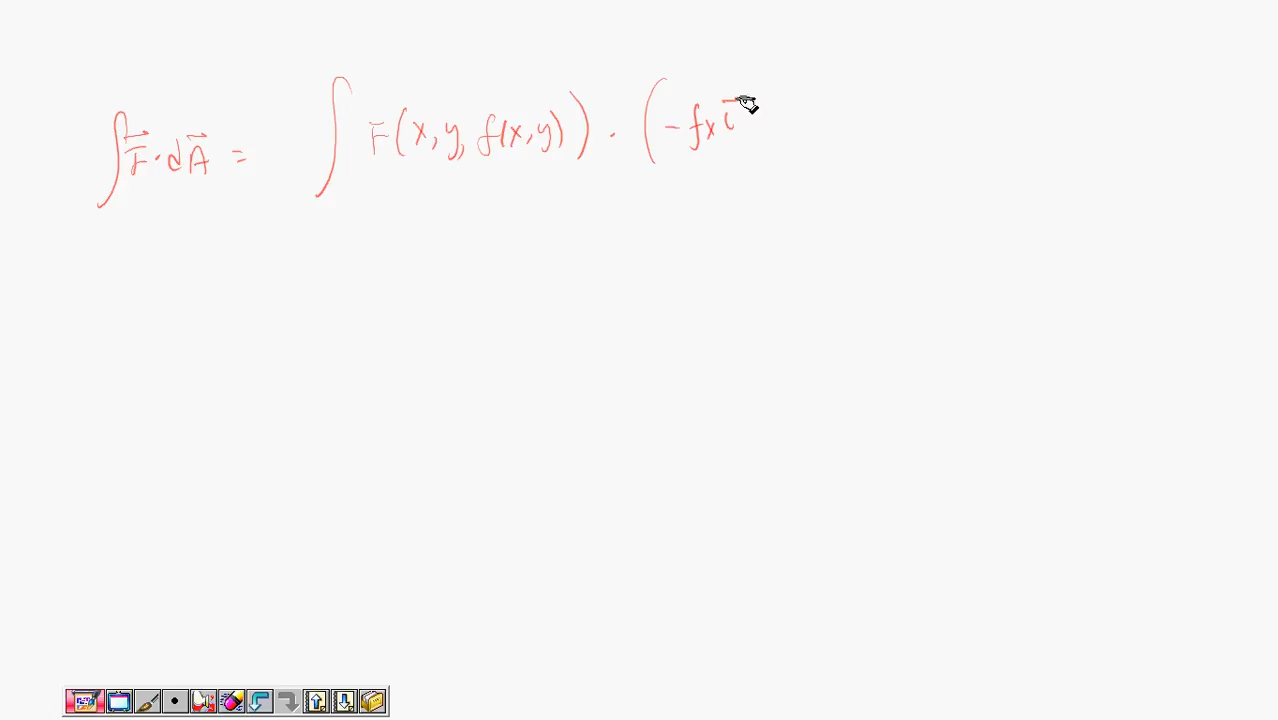 ∫F⃗·dA⃗ = ∫ F(x, y, f(x,y)) · (-fx i⃗